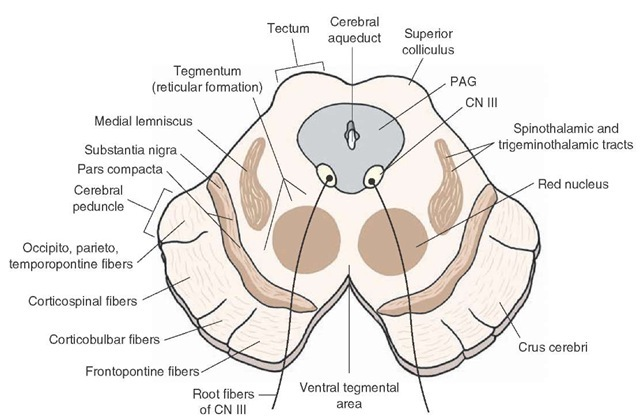 Cerebral
aqueduct
Tectum
Superior
colliculus
Tegmentum
(reticular formation)
PAG
CN III
Medial lemniscus
Spinothalamic and
trigeminothalamic tracts
Substantia nigra
Pars compacta
Cerebral
peduncle
Red nucleus
Occipito, parieto,
temporopontine fibers
Corticospinal fibers
Corticobulbar fibers
Crus cerebri
Frontopontine fibers
Root fibers
of CN III
Ventral tegmental
area